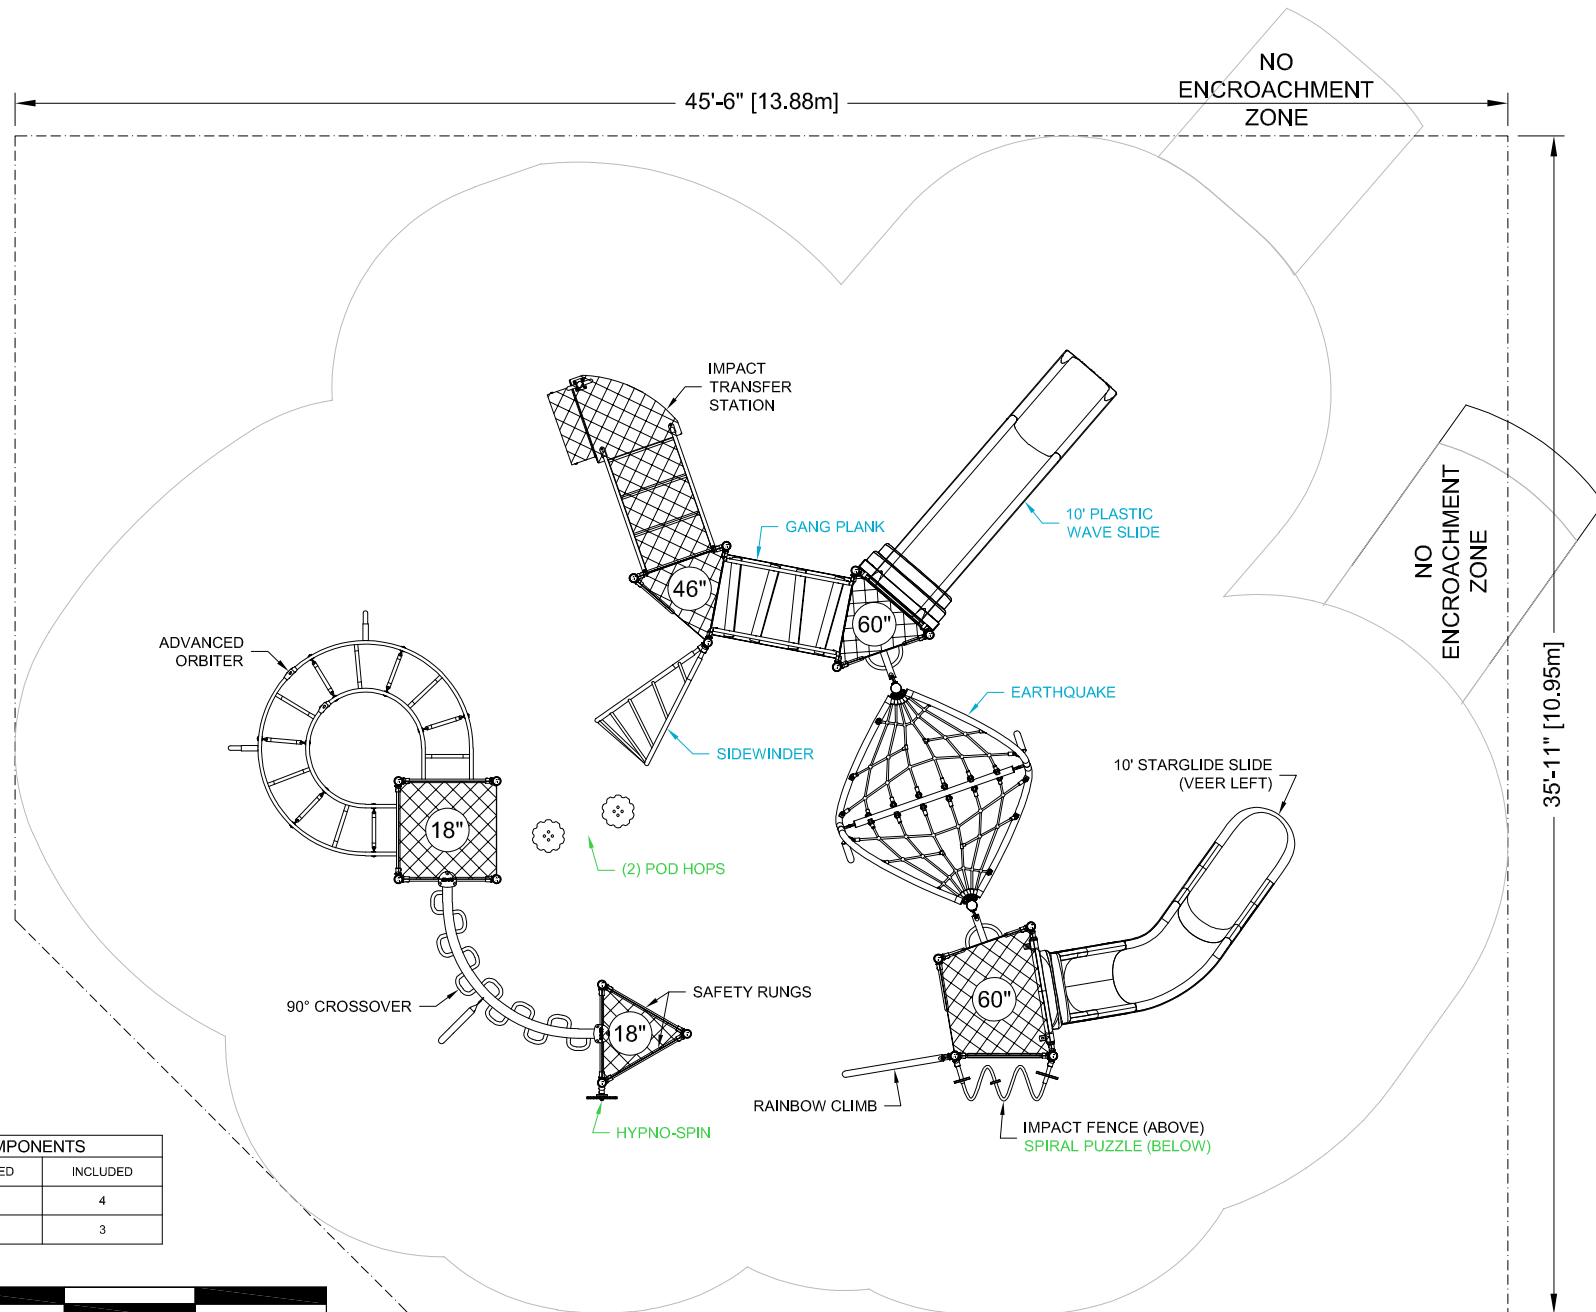 NO
ENCROACHMENT
ZONE
45'-6" [13.88m]
IMPACT
TRANSFER
STATION
10' PLASTIC
WAVE SLIDE
GANG PLANK
NO
ENCROACHMENT
ZONE
46"
60"
ADVANCED
ORBITER
EARTHQUAKE
SIDEWINDER
35'-11" [10.95m]
10' STARGLIDE SLIDE
(VEER LEFT)
18"
(2) POD HOPS
90° CROSSOVER
SAFETY RUNGS
18"
60"
RAINBOW CLIMB
HYPNO-SPIN
IMPACT FENCE (ABOVE)
SPIRAL PUZZLE (BELOW)
MPONENTS
ED
INCLUDED
4
3